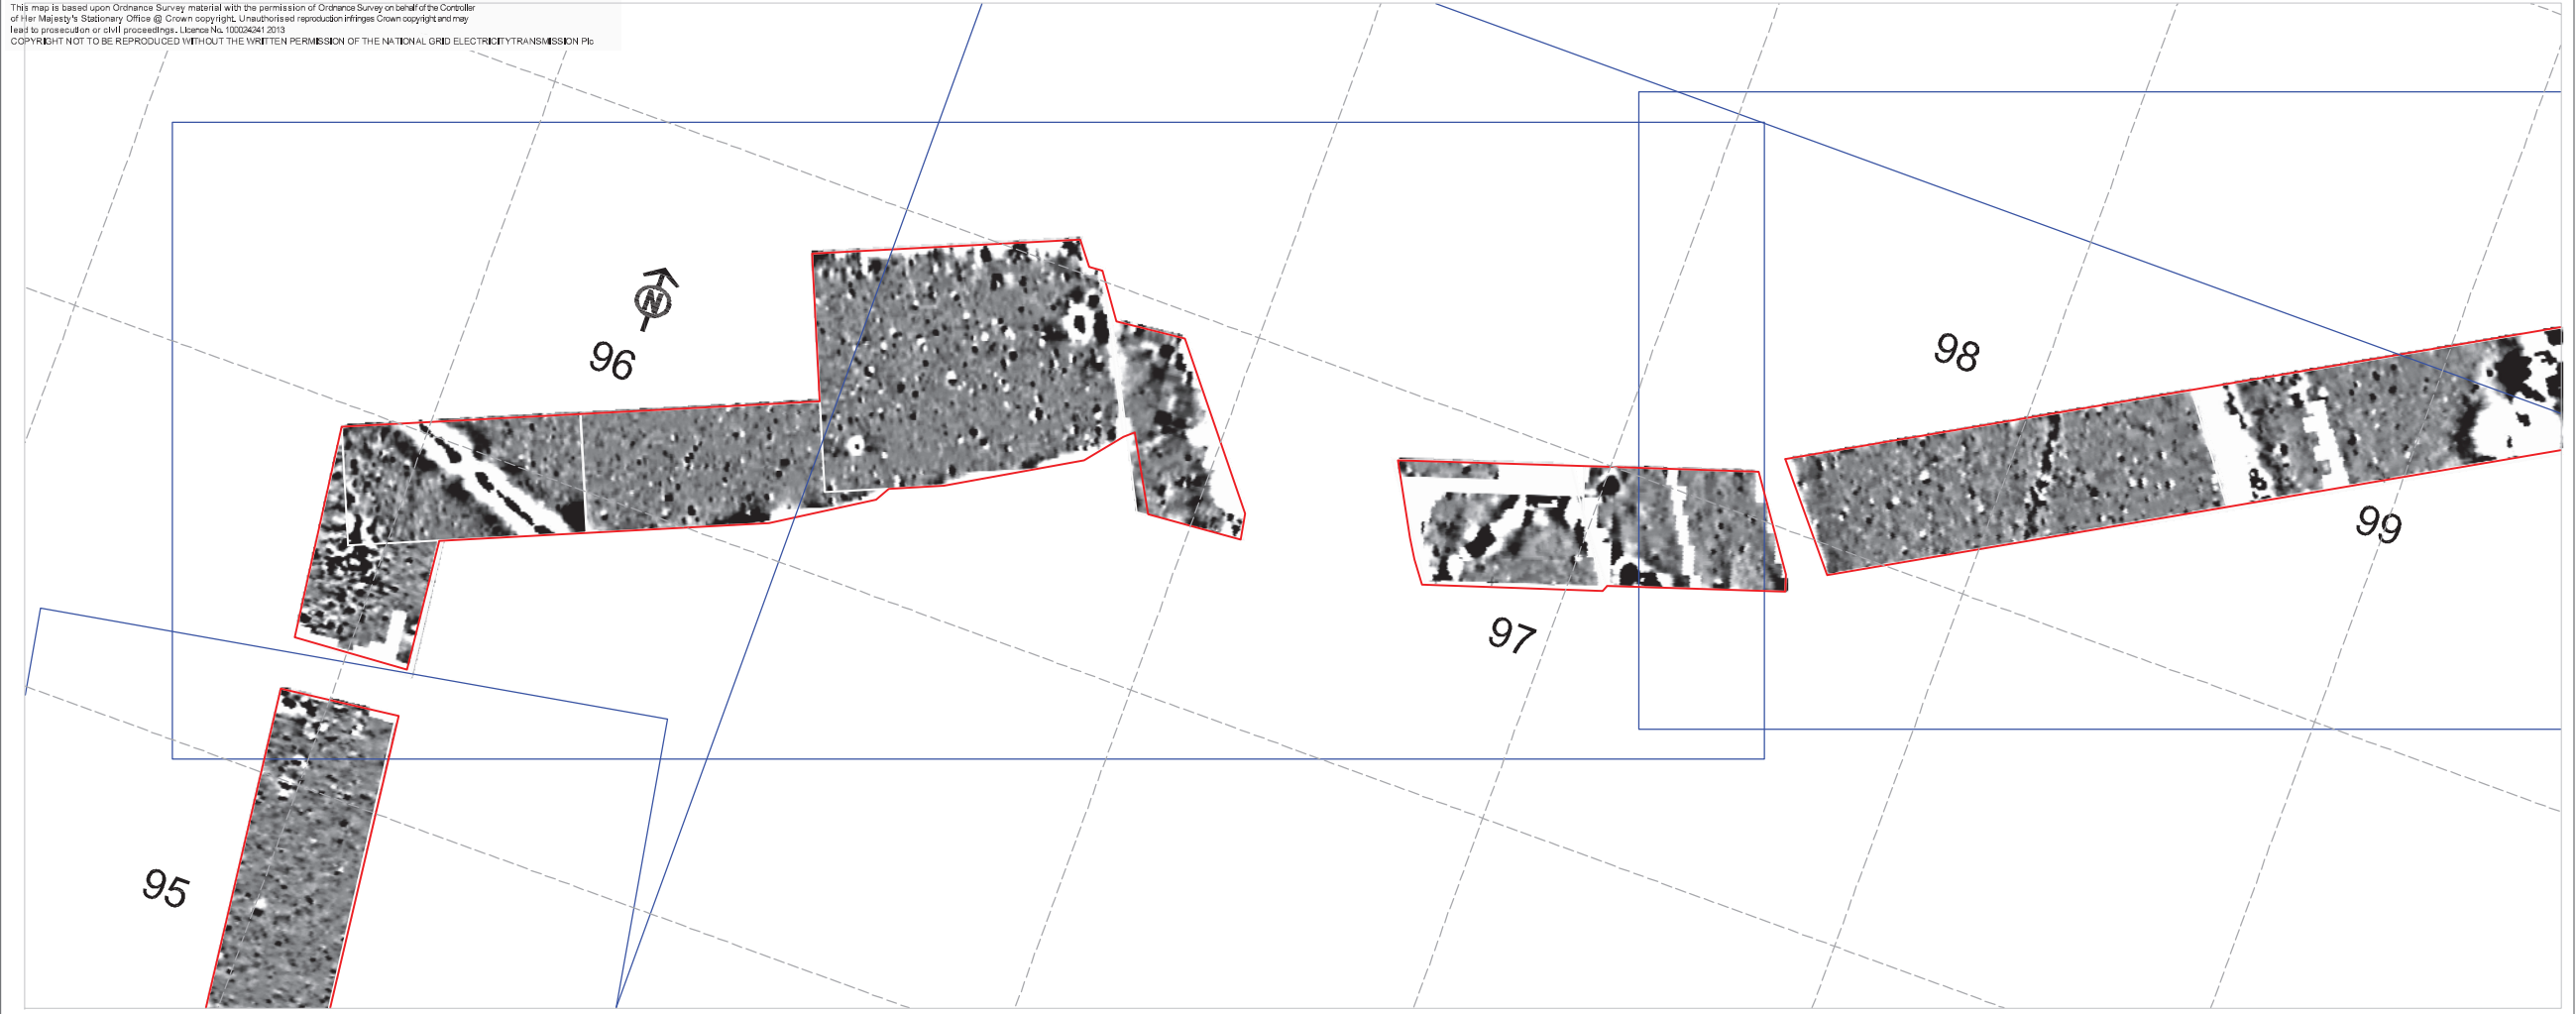 This map is based upon Ordnance Survey material with the permission of Ordnance Survey on behalf of the Controller
of Her Majesty's Stationary Office @ Crown copyright. Unauthorised reproduction infringes Crown copyright and may
lead to prosecution or civil proceedings. Licence No. 100024241 2013
COPYRIGHT NOT TO BE REPRODUCED WITHOUT THE WRITTEN PERMISSION OF THE NATIONAL GRID ELECTRICITYTRANSMISSION Plc
N
96
98
99
97
95